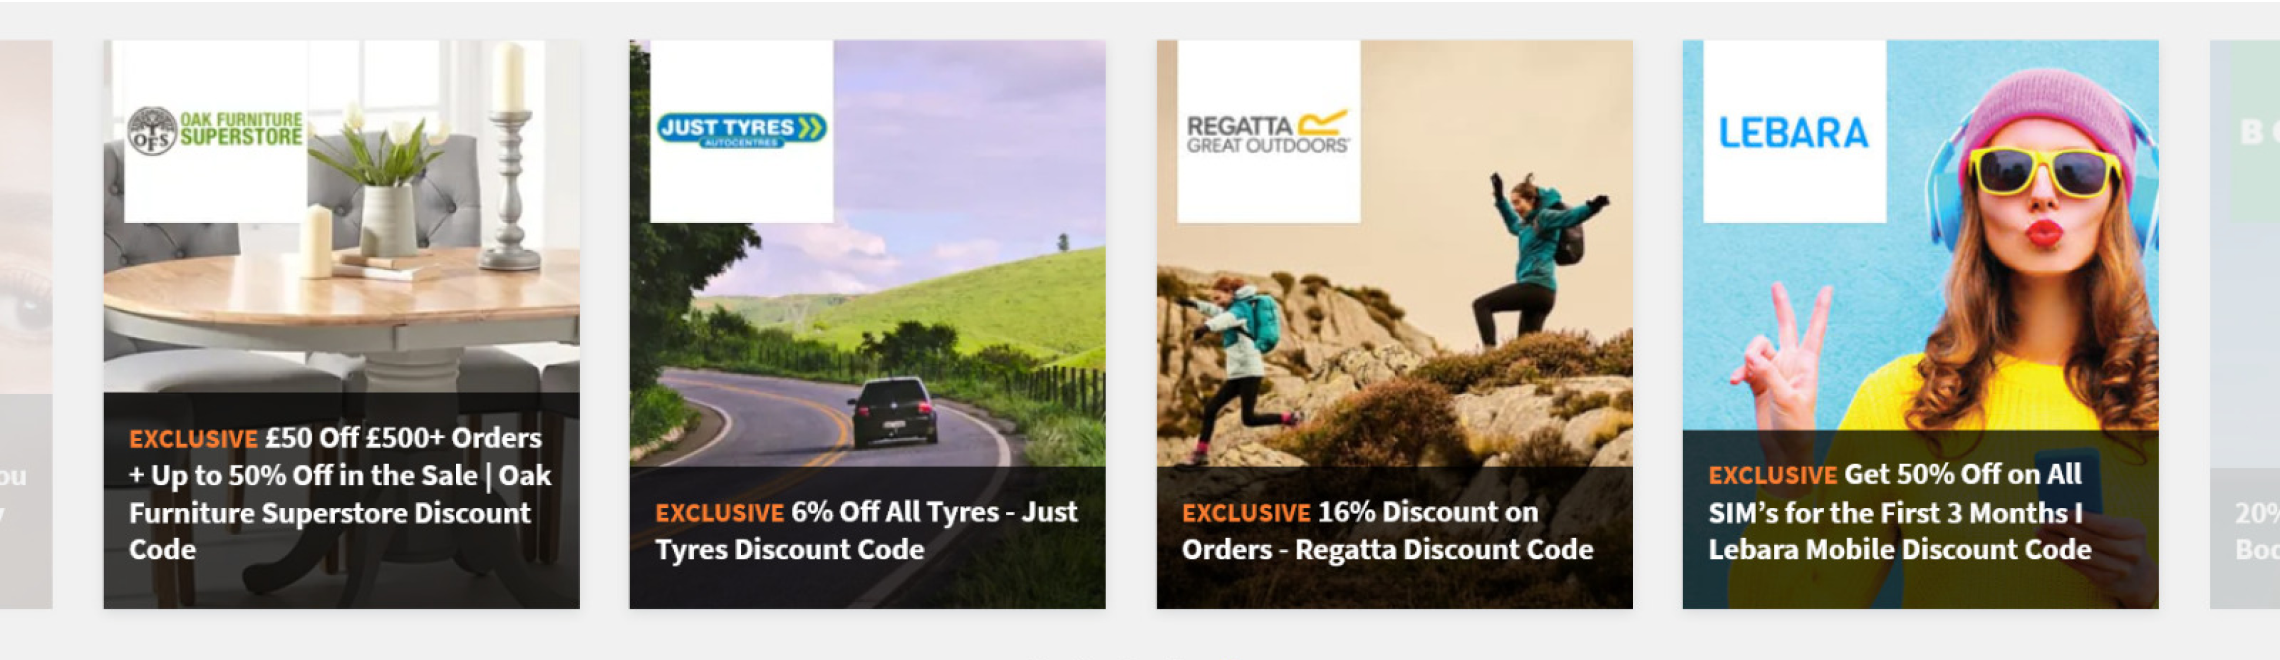 OAK FURNITURE
SUPERSTORE
OFS
EXCLUSIVE £50 Off £500+ Orders
+ Up to 50% Off in the Sale | Oak
Furniture Superstore Discount
Code
JUST TYRES
AUTOCENTRES
EXCLUSIVE 6% Off All Tyres - Just
Tyres Discount Code
REGATTA
GREAT OUTDOORS
EXCLUSIVE 16% Discount on
Orders - Regatta Discount Code
LEBARA
EXCLUSIVE Get 50% Off on All
SIM’s for the First 3 Months I
Lebara Mobile Discount Code
20%